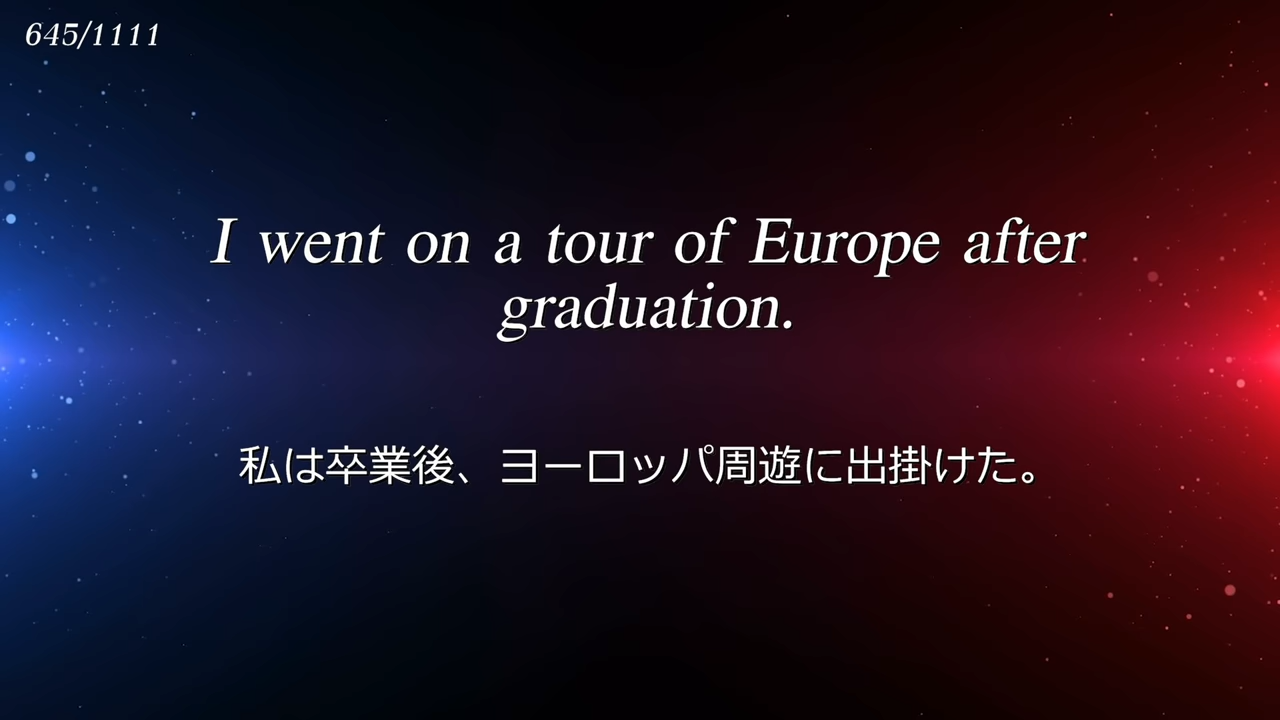 645/1111
I went on a tour of Europe after
graduation.
私は卒業後、ヨーロッパ周遊に出掛けた。